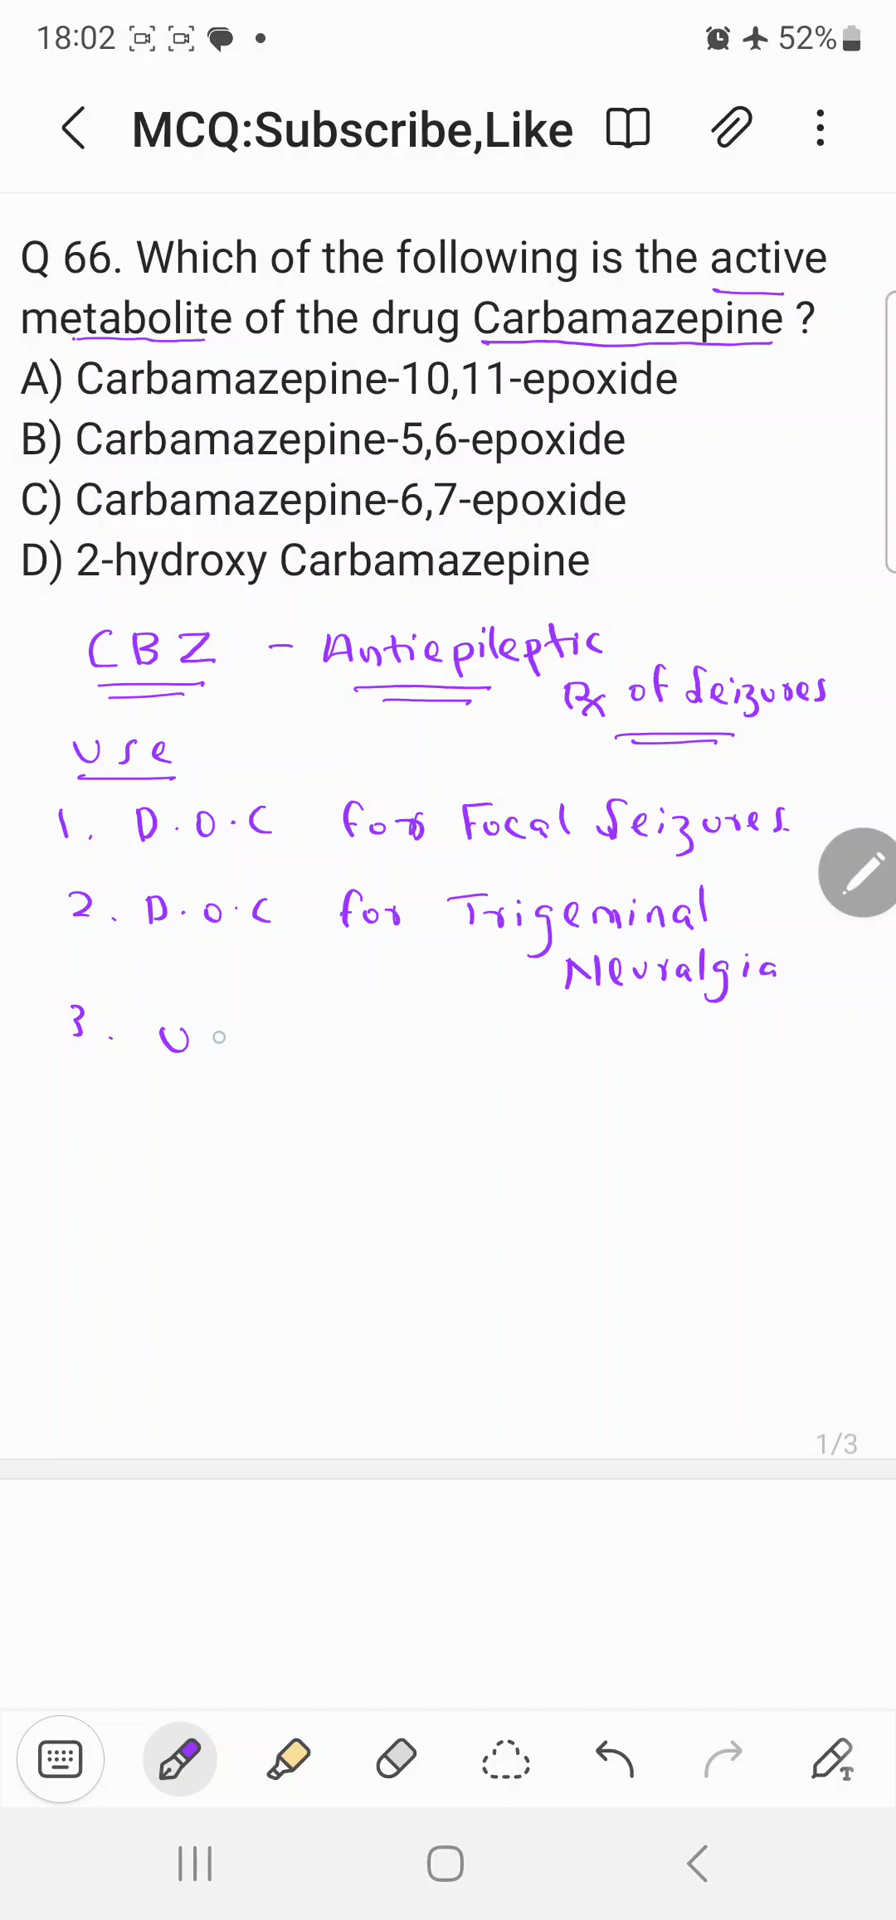 18:02
52%
MCQ:Subscribe,Like
Q 66. Which of the following is the active
metabolite of the drug Carbamazepine ?
A) Carbamazepine-10,11-epoxide
B) Carbamazepine-5,6-epoxide
C) Carbamazepine-6,7-epoxide
D) 2-hydroxy Carbamazepine
CBZ - Antiepileptic
Rx of Seizures
Use
1. D.O.C for Focal Seizures.
2. D.O.C for Trigeminal
Neuralgia
3. U
1/3